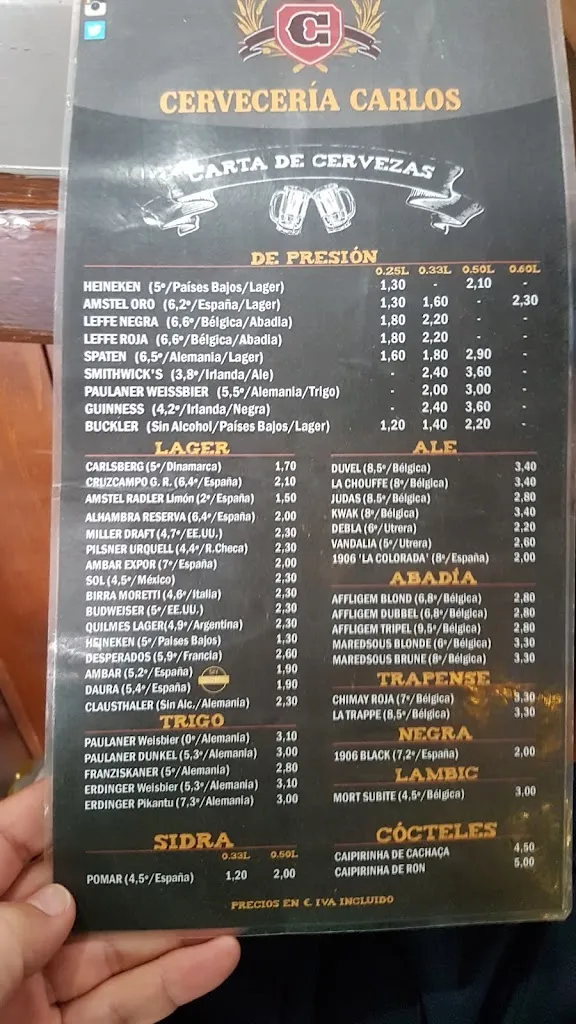 C
CERVECERÍA CARLOS
CARTA DE CERVEZAS
DE PRESIÓN
0.25L 0.33L 0.50L 0.60L
HEINEKEN (5º/Países Bajos/Lager) 1,30 - 2,10 -
AMSTEL ORO (6,2º/España/Lager) 1,30 1,60 - 2,30
LEFFE NEGRA (6,6º/Bélgica/Abadia) 1,80 2,20 - -
LEFFE ROJA (6,6º/Bélgica/Abadia) 1,80 2,20 - -
SPATEN (6,5º/Alemania/Lager) 1,60 1,80 2,90 -
SMITHWICK'S (3,8º/Irlanda/Ale) - 2,40 3,60 -
PAULANER WEISSBIER (5,5º/Alemania/Trigo) - 2,00 3,00 -
GUINNESS (4,2º/Irlanda/Negra) - 2,40 3,60 -
BUCKLER (Sin Alcohol/Países Bajos/Lager) 1,20 1,40 2,20 -
LAGER
CARLSBERG (5º/Dinamarca) 1,70
CRUZCAMPO G. R. (6,4º/España) 2,10
AMSTEL RADLER Limón (2º/España) 1,50
ALHAMBRA RESERVA (6,4º/España) 2,00
MILLER DRAFT (4,7º/EE.UU.) 2,30
PILSNER URQUELL (4,4º/R.Checa) 2,30
AMBAR EXPOR (7º/España) 2,00
SOL (4,5º/México) 2,30
BIRRA MORETTI (4,6º/Italia) 2,30
BUDWEISER (5º/EE.UU.) 2,30
QUILMES LAGER(4,9º/Argentina) 2,30
HEINEKEN (5º/Paises Bajos) 1,30
DESPERADOS (5,9º/Francia) 2,60
AMBAR (5,2º/España) 1,90
DAURA (5,4º/España) 1,90
CLAUSTHALER (Sin Alc./Alemania) 2,30
TRIGO
PAULANER Weisbier (0º/Alemania) 3,10
PAULANER DUNKEL (5,3º/Alemania) 3,00
FRANZISKANER (5º/Alemania) 2,80
ERDINGER Weisbier (5,3º/Alemania) 3,10
ERDINGER Pikantu (7,3º/Alemania) 3,00
SIDRA
0.33L 0.50L
POMAR (4,5º/España) 1,20 2,00
ALE
DUVEL (8,5º/Bélgica) 3,40
LA CHOUFFE (8º/Bélgica) 3,40
JUDAS (8.5º/Bélgica) 2,80
KWAK (8º/Bélgica) 3,40
DEBLA (6º/Utrera) 2,20
VANDALIA (5º/Utrera) 2,60
1906 'LA COLORADA' (8º/España) 2,00
ABADÍA
AFFLIGEM BLOND (6,8º/Bélgica) 2,80
AFFLIGEM DUBBEL (6,8º/Bélgica) 2,80
AFFLIGEM TRIPEL (9.5º/Bélgica) 2,80
MAREDSOUS BLONDE (6º/Bélgica) 3,30
MAREDSOUS BRUNE (8º/Bélgica) 3,30
TRAPENSE
CHIMAY ROJA (7º/Bélgica) 3,30
LA TRAPPE (8,5º/Bélgica) 3,30
NEGRA
1906 BLACK (7,2º/España) 2,00
LAMBIC
MORT SUBITE (4,5º/Bélgica) 3,00
CÓCTELES
CAIPIRINHA DE CACHAÇA 4,50
CAIPIRINHA DE RON 5,00
PRECIOS EN €. IVA INCLUIDO